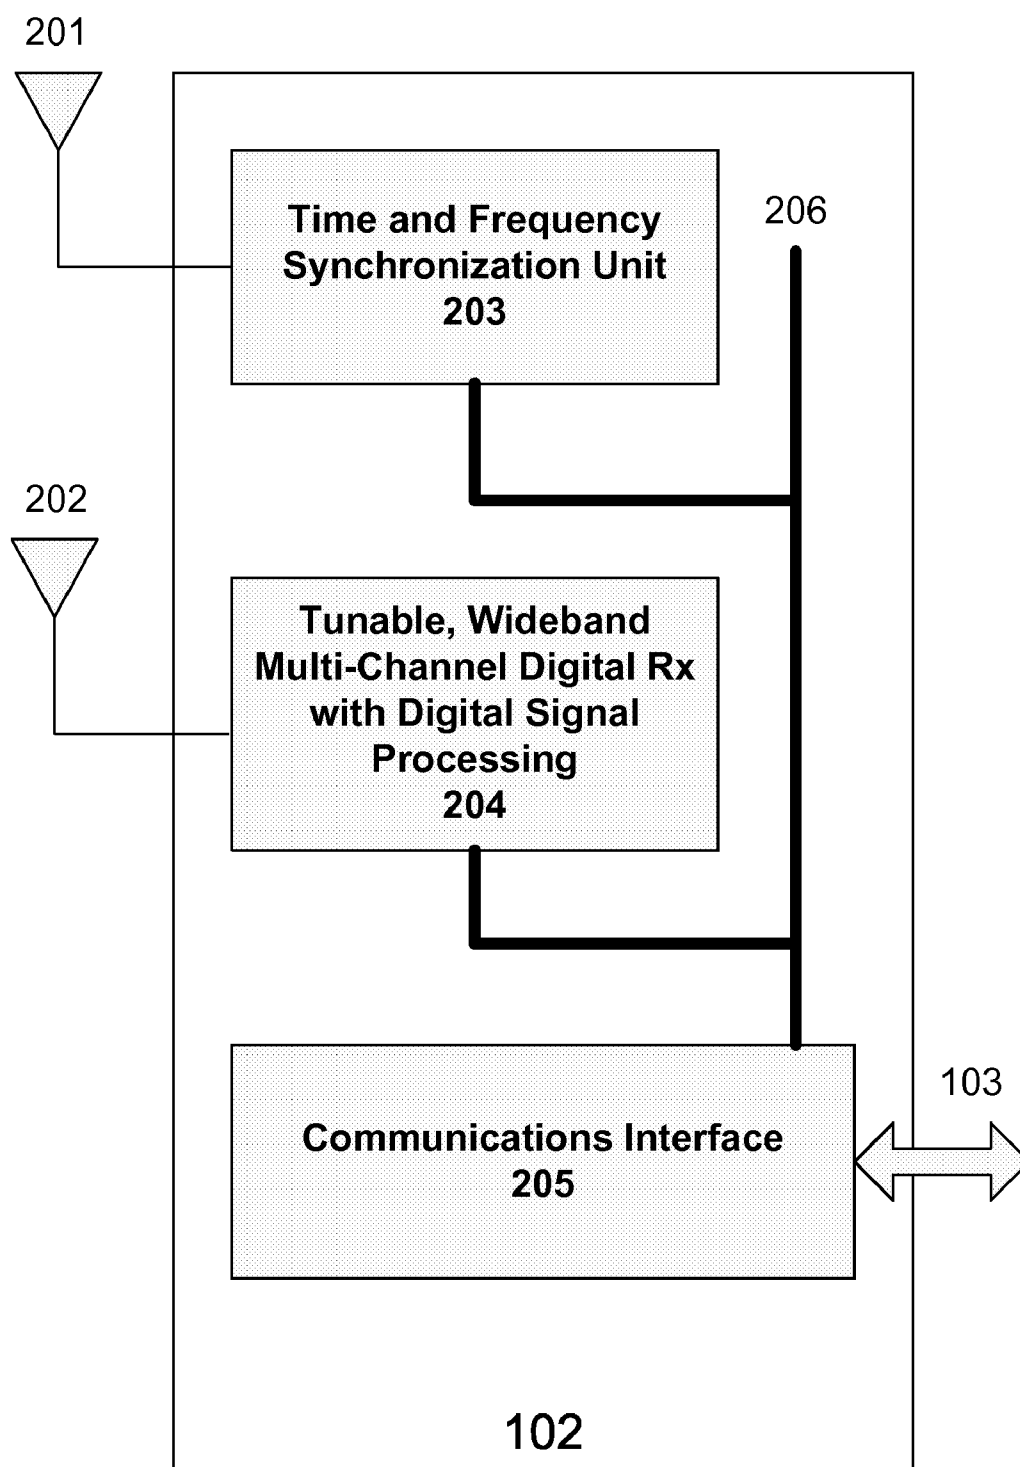 201
Time and Frequency
Synchronization Unit
203
206
202
Tunable, Wideband
Multi-Channel Digital Rx
with Digital Signal
Processing
204
103
Communications Interface
205
102